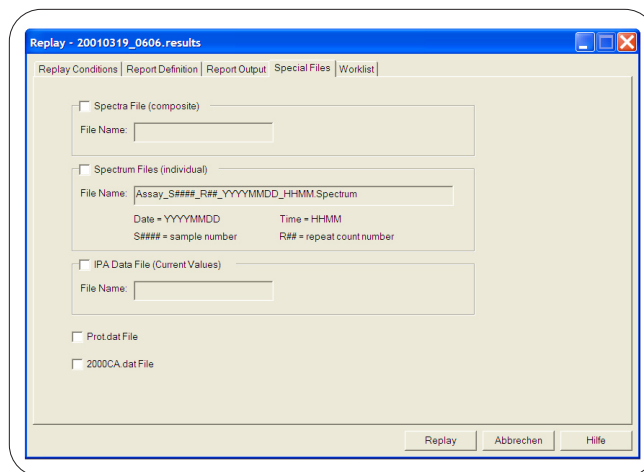 Replay - 20010319_0606.results
Replay Conditions Report Definition Report Output Special Files Worklist
Spectra File (composite)
File Name:
Spectrum Files (individual)
File Name: Assay_S####_R##_YYYYMMDD_HHMM.Spectrum
Date = YYYYMMDD Time = HHMM
S#### = sample number R## = repeat count number
IPA Data File (Current Values)
File Name:
Prot.dat File
2000CA.dat File
Replay Abbrechen Hilfe